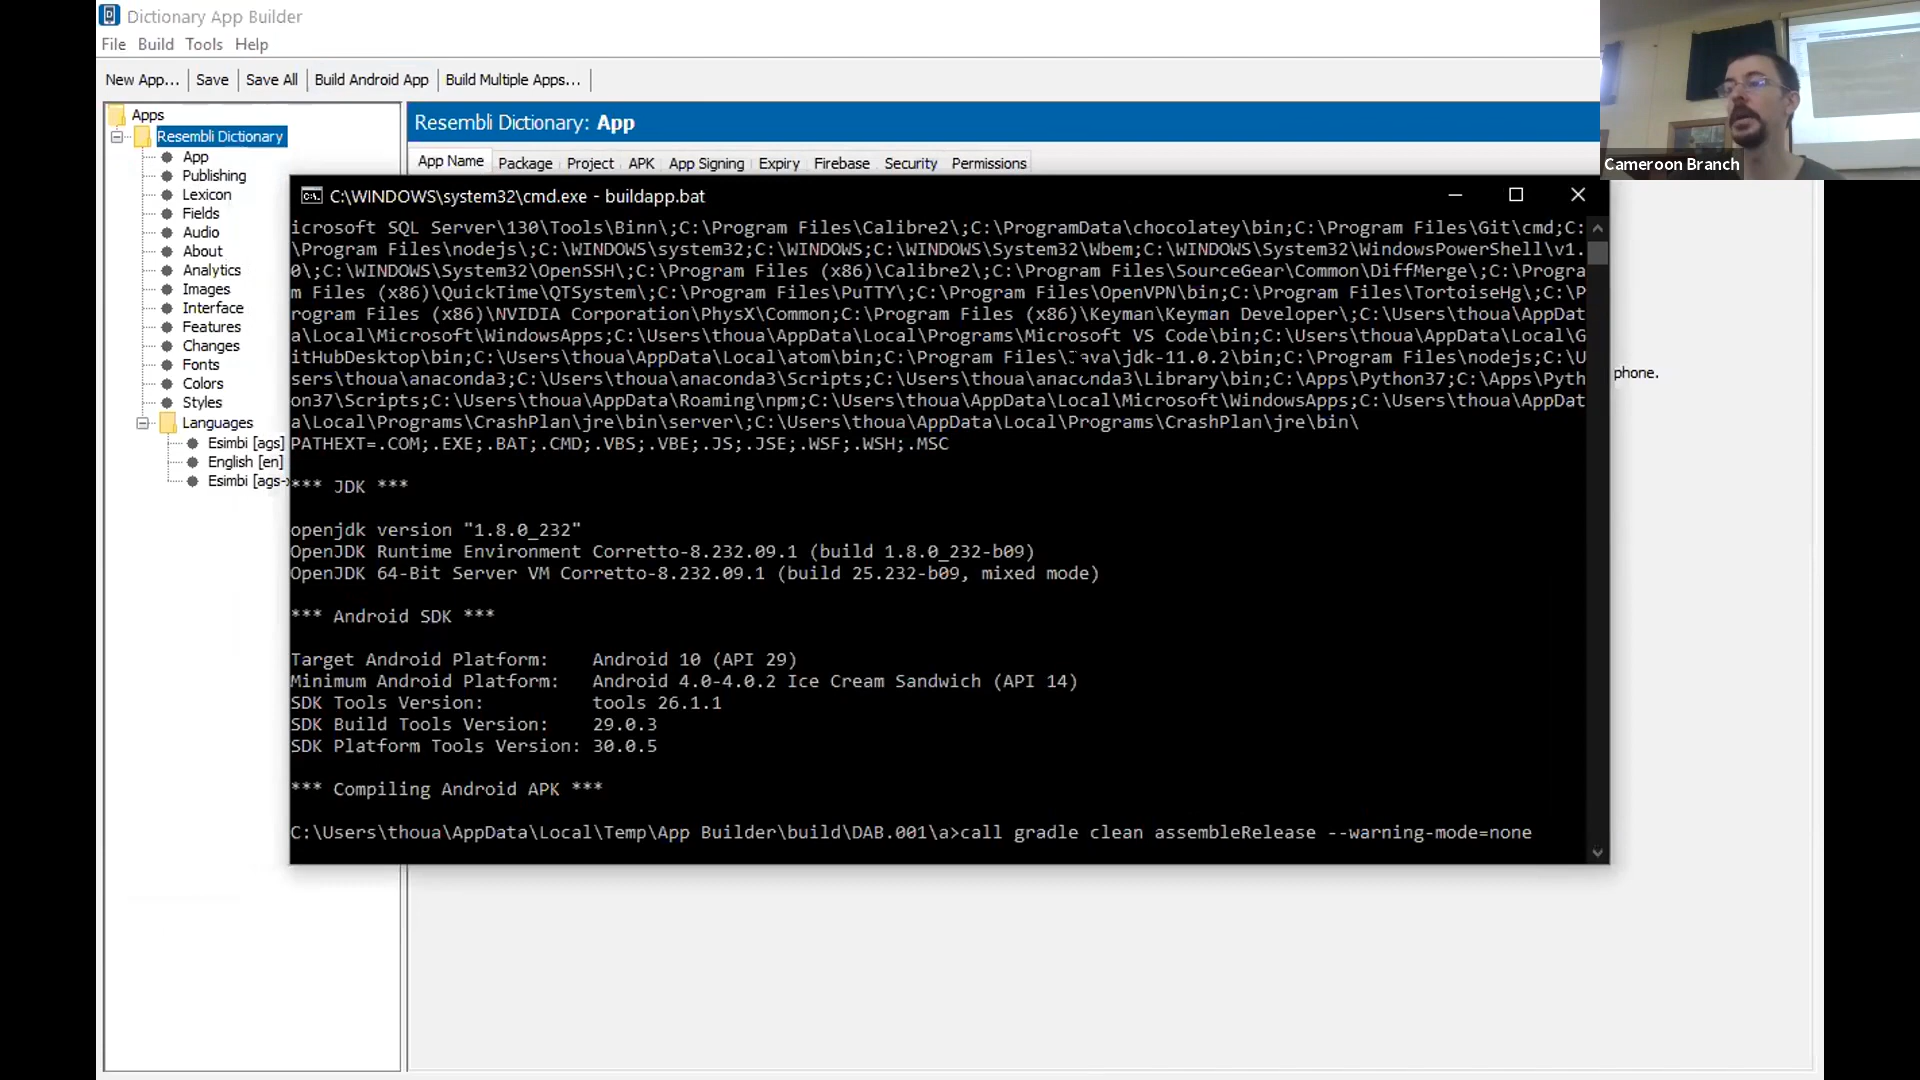 Dictionary App Builder
File Build Tools Help
New App... Save Save All Build Android App Build Multiple Apps...
Apps
Resembli Dictionary
App
Publishing
Lexicon
Fields
Audio
About
Analytics
Images
Interface
Features
Changes
Fonts
Colors
Styles
Languages
Esimbi [ags]
English [en]
Esimbi [ags-
Resembli Dictionary: App
App Name Package Project APK App Signing Expiry Firebase Security Permissions
phone.
Cameroon Branch
C:\WINDOWS\system32\cmd.exe - buildapp.bat
icrosoft SQL Server\130\Tools\Binn\;C:\Program Files\Calibre2\;C:\ProgramData\chocolatey\bin;C:\Program Files\Git\cmd;C:
\Program Files\nodejs\;C:\WINDOWS\system32;C:\WINDOWS;C:\WINDOWS\System32\Wbem;C:\WINDOWS\System32\WindowsPowerShell\v1.
0\;C:\WINDOWS\System32\OpenSSH\;C:\Program Files (x86)\Calibre2\;C:\Program Files\SourceGear\Common\DiffMerge\;C:\Progra
m Files (x86)\QuickTime\QTSystem\;C:\Program Files\PuTTY\;C:\Program Files\OpenVPN\bin;C:\Program Files\TortoiseHg\;C:\P
rogram Files (x86)\NVIDIA Corporation\PhysX\Common;C:\Program Files (x86)\Keyman\Keyman Developer\;C:\Users\thoua\AppDat
a\Local\Microsoft\WindowsApps;C:\Users\thoua\AppData\Local\Programs\Microsoft VS Code\bin;C:\Users\thoua\AppData\Local\G
itHubDesktop\bin;C:\Users\thoua\AppData\Local\atom\bin;C:\Program Files\Java\jdk-11.0.2\bin;C:\Program Files\nodejs;C:\U
sers\thoua\anaconda3;C:\Users\thoua\anaconda3\Scripts;C:\Users\thoua\anaconda3\Library\bin;C:\Apps\Python37;C:\Apps\Pyth
on37\Scripts;C:\Users\thoua\AppData\Roaming\npm;C:\Users\thoua\AppData\Local\Microsoft\WindowsApps;C:\Users\thoua\AppDat
a\Local\Programs\CrashPlan\jre\bin\server\;C:\Users\thoua\AppData\Local\Programs\CrashPlan\jre\bin\
PATHEXT=.COM;.EXE;.BAT;.CMD;.VBS;.VBE;.JS;.JSE;.WSF;.WSH;.MSC
*** JDK ***
openjdk version "1.8.0_232"
OpenJDK Runtime Environment Corretto-8.232.09.1 (build 1.8.0_232-b09)
OpenJDK 64-Bit Server VM Corretto-8.232.09.1 (build 25.232-b09, mixed mode)
*** Android SDK ***
Target Android Platform: Android 10 (API 29)
Minimum Android Platform: Android 4.0-4.0.2 Ice Cream Sandwich (API 14)
SDK Tools Version: tools 26.1.1
SDK Build Tools Version: 29.0.3
SDK Platform Tools Version: 30.0.5
*** Compiling Android APK ***
C:\Users\thoua\AppData\Local\Temp\App Builder\build\DAB.001\a>call gradle clean assembleRelease --warning-mode=none